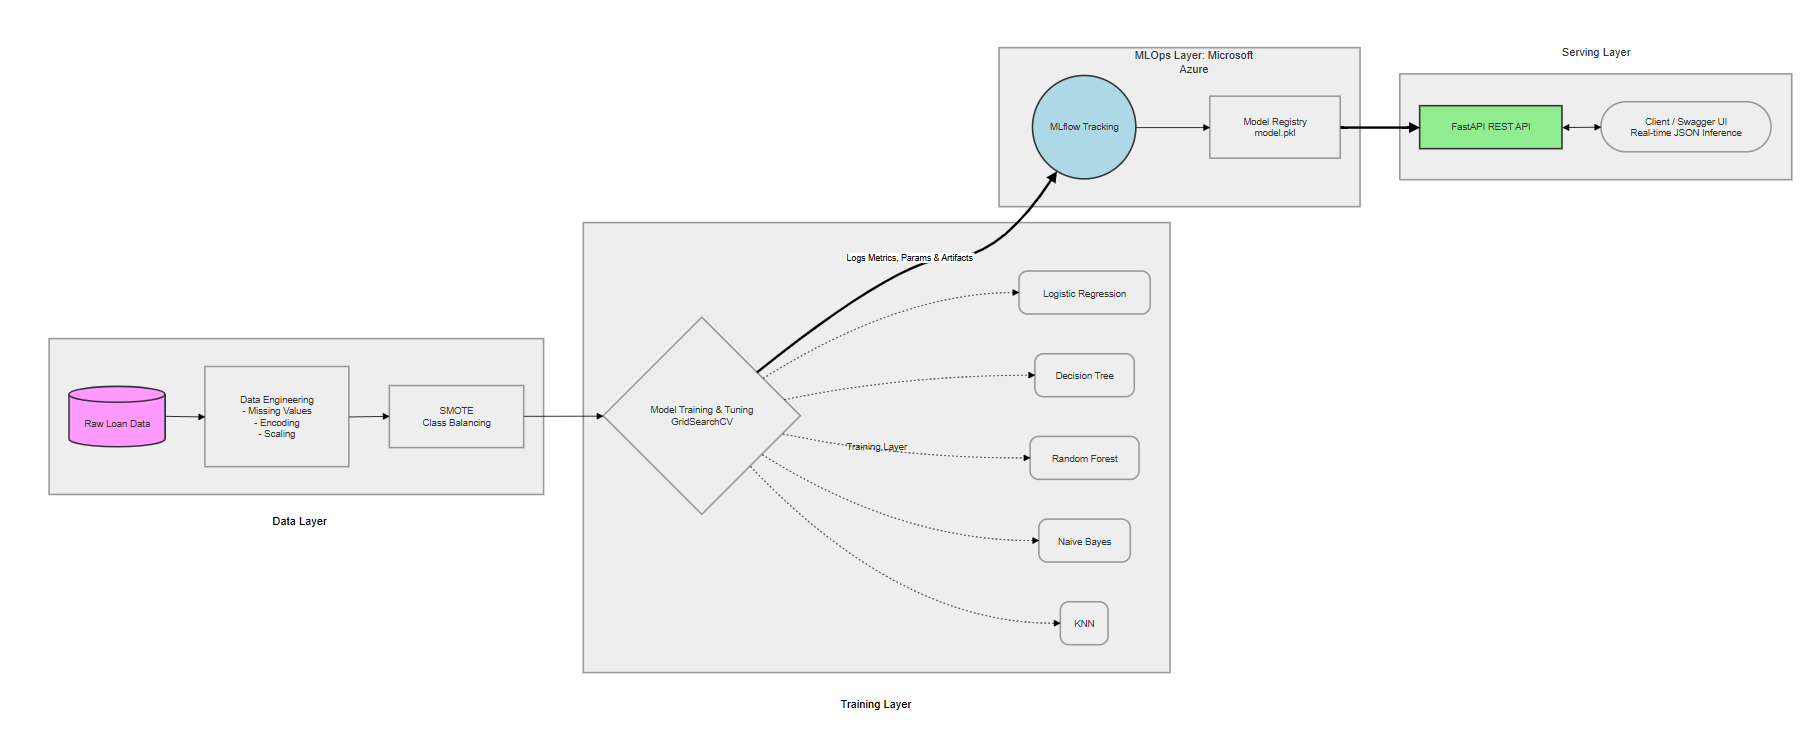 MLOps Layer: Microsoft
Azure
Serving Layer
MLflow Tracking
Model Registry
model.pkl
FastAPI REST API
Client / Swagger UI
Real-time JSON Inference
Logs Metrics, Params & Artifacts
Logistic Regression
Decision Tree
Raw Loan Data
Data Engineering
- Missing Values
- Encoding
- Scaling
SMOTE
Class Balancing
Model Training & Tuning
GridSearchCV
Training Layer
Random Forest
Data Layer
Naive Bayes
KNN
Training Layer